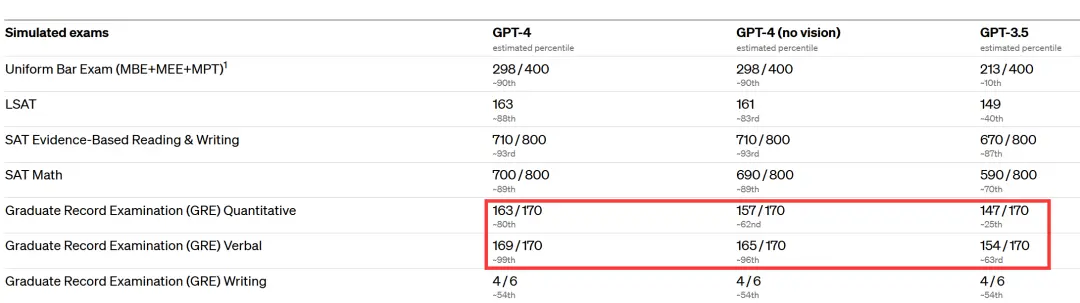 Simulated exams GPT-4 GPT-4 (no vision) GPT-3.5
estimated percentile estimated percentile estimated percentile
Uniform Bar Exam (MBE+MEE+MPT)1 298 / 400 298 / 400 213 / 400
~90th ~90th ~10th
LSAT 163 161 149
~88th ~83rd ~40th
SAT Evidence-Based Reading & Writing 710 / 800 710 / 800 670 / 800
~93rd ~93rd ~87th
SAT Math 700 / 800 690 / 800 590 / 800
~89th ~89th ~70th
Graduate Record Examination (GRE) Quantitative 163 / 170 157 / 170 147 / 170
~80th ~62nd ~25th
Graduate Record Examination (GRE) Verbal 169 / 170 165 / 170 154 / 170
~99th ~96th ~63rd
Graduate Record Examination (GRE) Writing 4 / 6 4 / 6 4 / 6
~54th ~54th ~54th